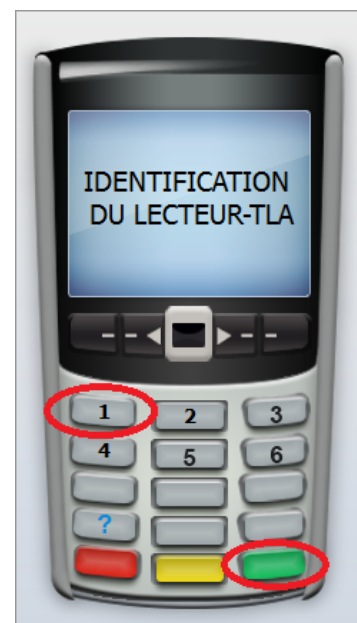 IDENTIFICATION
DU LECTEUR-TLA
1 2 3
4 5 6
?